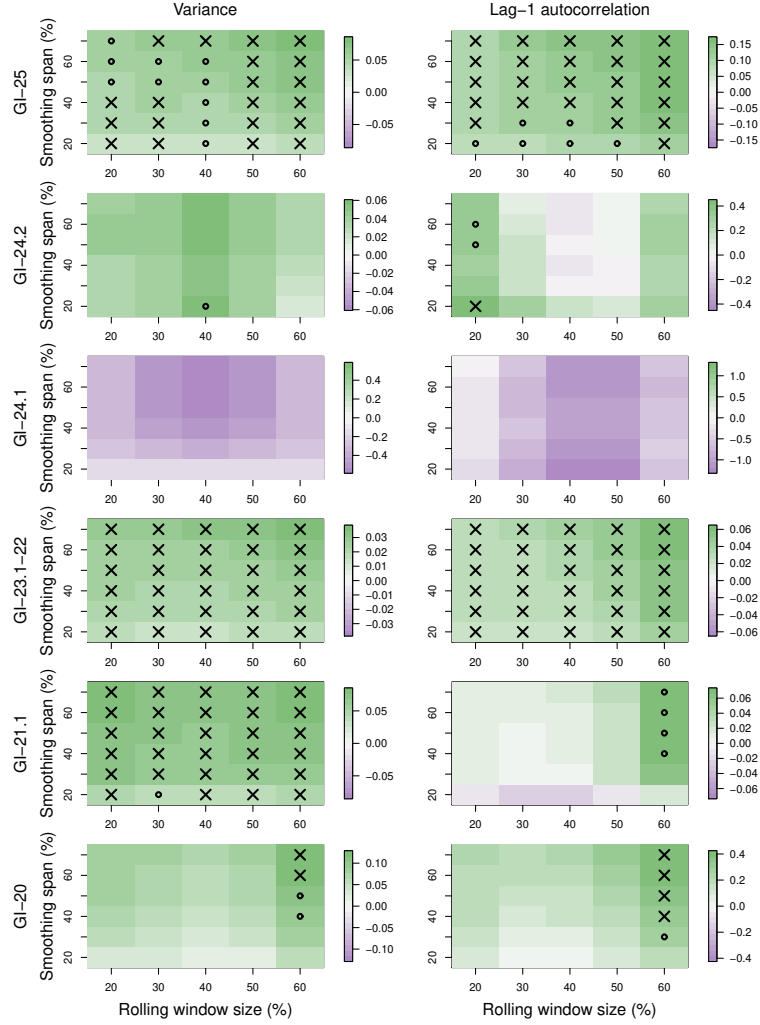 Variance
Lag−1 autocorrelation
GI−25
Smoothing span (%)
20 40 60
20 30 40 50 60
0.05
0.00
−0.05
20 40 60
20 30 40 50 60
0.15
0.10
0.05
0.00
−0.05
−0.10
−0.15
GI−24.2
Smoothing span (%)
20 40 60
20 30 40 50 60
0.06
0.04
0.02
0.00
−0.02
−0.04
−0.06
20 40 60
20 30 40 50 60
0.4
0.2
0.0
−0.2
−0.4
GI−24.1
Smoothing span (%)
20 40 60
20 30 40 50 60
0.4
0.2
0.0
−0.2
−0.4
20 40 60
20 30 40 50 60
1.0
0.5
0.0
−0.5
−1.0
GI−23.1−22
Smoothing span (%)
20 40 60
20 30 40 50 60
0.03
0.02
0.01
0.00
−0.01
−0.02
−0.03
20 40 60
20 30 40 50 60
0.06
0.04
0.02
0.00
−0.02
−0.04
−0.06
GI−21.1
Smoothing span (%)
20 40 60
20 30 40 50 60
0.05
0.00
−0.05
20 40 60
20 30 40 50 60
0.06
0.04
0.02
0.00
−0.02
−0.04
−0.06
GI−20
Smoothing span (%)
20 40 60
20 30 40 50 60
0.10
0.05
0.00
−0.05
−0.10
20 40 60
20 30 40 50 60
0.4
0.2
0.0
−0.2
−0.4
Rolling window size (%)
Rolling window size (%)